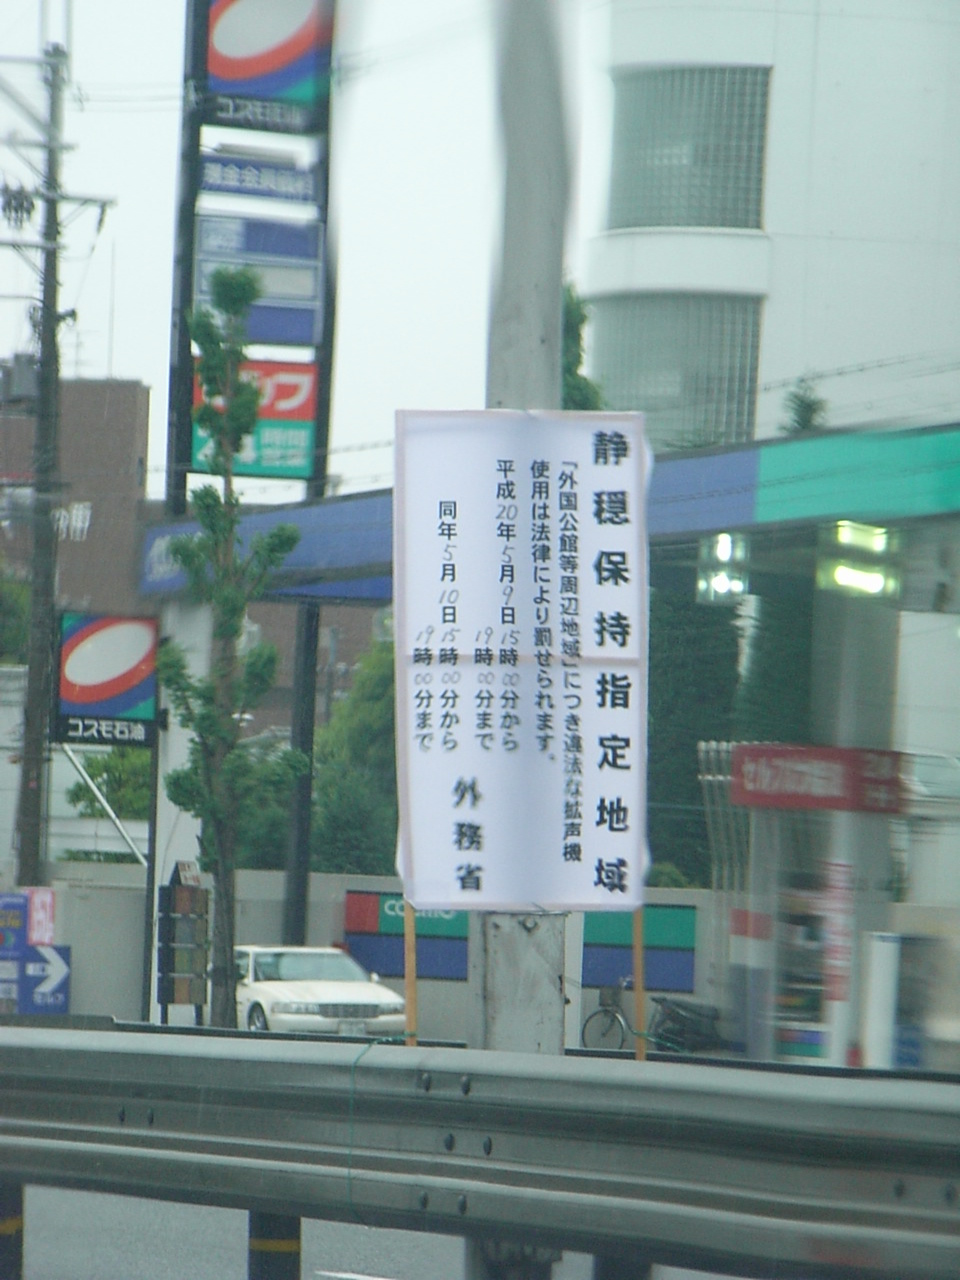 静穏保持指定地域
「外国公館等周辺地域」につき違法な拡声機
使用は法律により罰せられます。
平成20年5月9日15時00分から
19時00分まで
同年5月10日15時00分から
19時00分まで
外務省
コスモ石油
コスモ石油
COSMO
セルフ